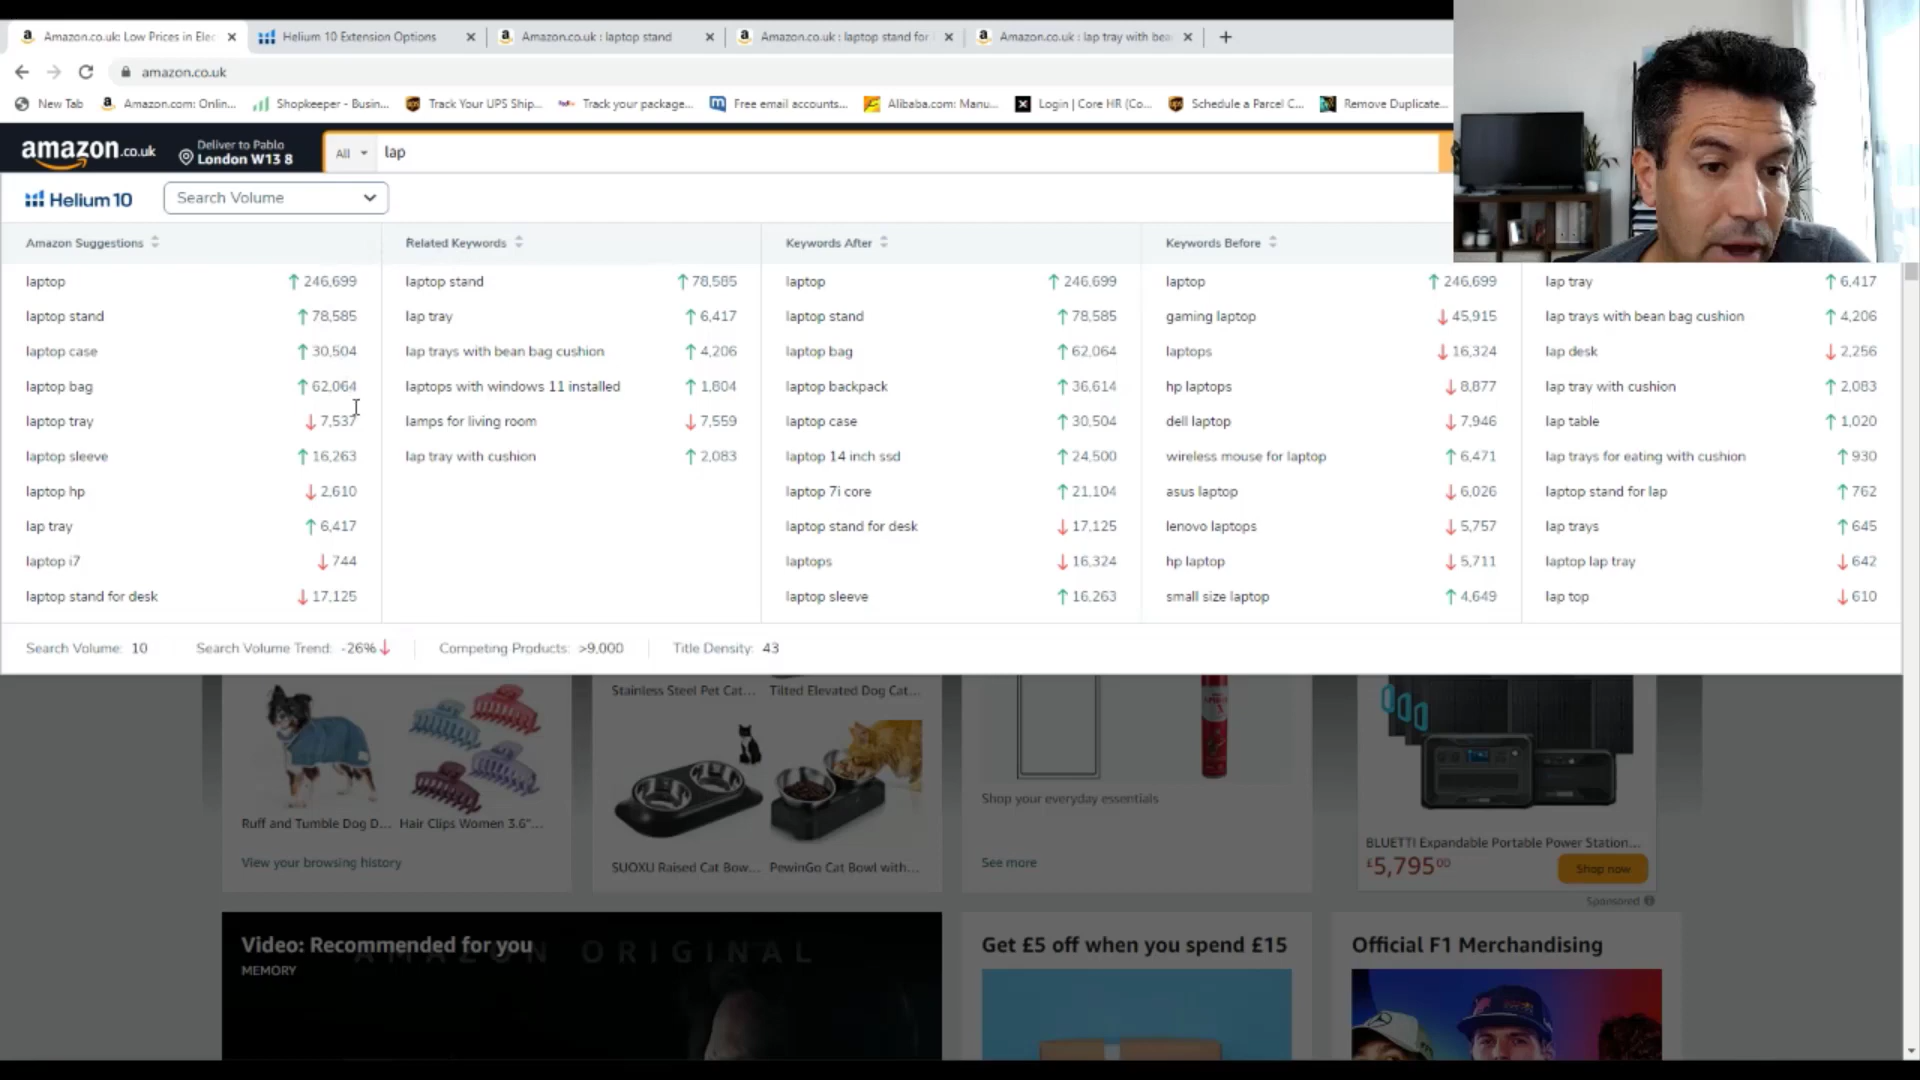 Amazon.co.uk: Low Prices in Elec
Helium 10 Extension Options
Amazon.co.uk : laptop stand
Amazon.co.uk : laptop stand for
Amazon.co.uk : lap tray with bea
amazon.co.uk
New Tab
Amazon.com: Onlin...
Shopkeeper - Busin...
Track Your UPS Ship...
Track your package...
Free email accounts...
Alibaba.com: Manu...
Login | Core HR (Co...
Schedule a Parcel C...
Remove Duplicate...
amazon.co.uk
Deliver to Pablo
London W13 8
All
lap
Helium 10
Search Volume
Amazon Suggestions
laptop 246,699
laptop stand 78,585
laptop case 30,504
laptop bag 62,064
laptop tray 7,537
laptop sleeve 16,263
laptop hp 2,610
lap tray 6,417
laptop i7 744
laptop stand for desk 17,125
Related Keywords
laptop stand 78,585
lap tray 6,417
lap trays with bean bag cushion 4,206
laptops with windows 11 installed 1,804
lamps for living room 7,559
lap tray with cushion 2,083
Keywords After
laptop 246,699
laptop stand 78,585
laptop bag 62,064
laptop backpack 36,614
laptop case 30,504
laptop 14 inch ssd 24,500
laptop 7i core 21,104
laptop stand for desk 17,125
laptops 16,324
laptop sleeve 16,263
Keywords Before
laptop 246,699
gaming laptop 45,915
laptops 16,324
hp laptops 8,877
dell laptop 7,946
wireless mouse for laptop 6,471
asus laptop 6,026
lenovo laptops 5,757
hp laptop 5,711
small size laptop 4,649
lap tray 6,417
lap trays with bean bag cushion 4,206
lap desk 2,256
lap tray with cushion 2,083
lap table 1,020
lap trays for eating with cushion 930
laptop stand for lap 762
lap trays 645
laptop lap tray 642
lap top 610
Search Volume: 10
Search Volume Trend: -26%
Competing Products: >9,000
Title Density: 43
Stainless Steel Pet Cat...
Tilted Elevated Dog Cat...
Ruff and Tumble Dog D...
Hair Clips Women 3.6"...
View your browsing history
SUOXU Raised Cat Bow...
PewinGo Cat Bowl with...
Shop your everyday essentials
See more
BLUETTI Expandable Portable Power Station...
£5,795⁰⁰
Shop now
Sponsored
Video: Recommended for you
MEMORY
AMAZON ORIGINAL
Get £5 off when you spend £15
Official F1 Merchandising